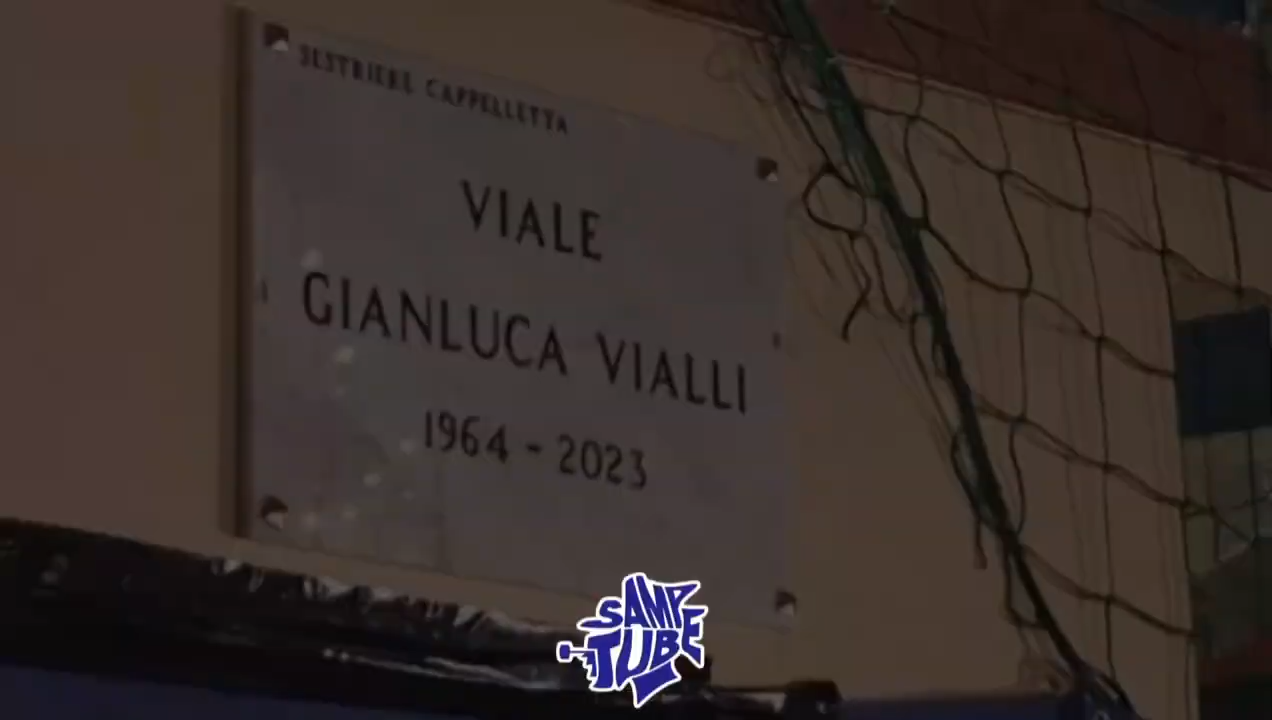 SESTRIERE CAPPELLETTA
VIALE
GIANLUCA VIALLI
1964 - 2023
SAMP
TUBE